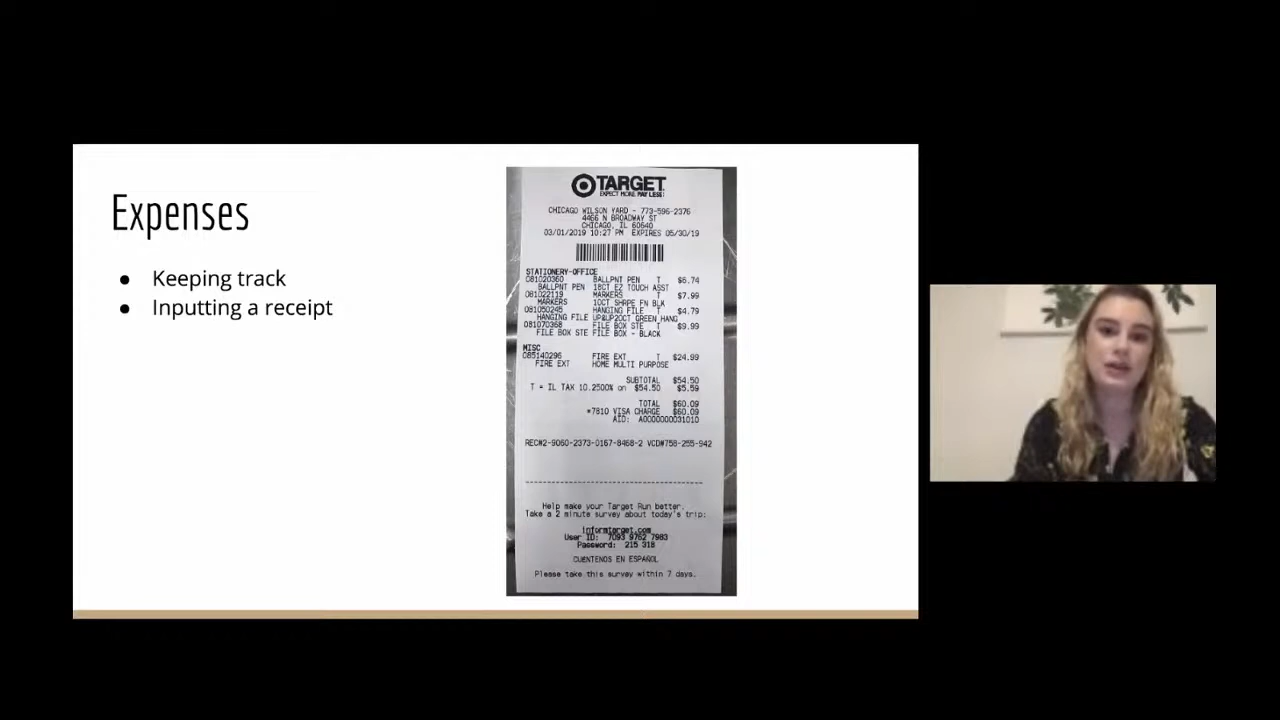 Expenses
● Keeping track
● Inputting a receipt
TARGET
EXPECT MORE. PAY LESS.
CHICAGO WILSON YARD - 773-596-2376
4466 N BROADWAY ST
CHICAGO, IL 60640
03/01/2019 10:27 PM EXPIRES 05/30/19
STATIONERY-OFFICE
081020360 BALLPNT PEN T $6.74
BALLPNT PEN 18CT EZ TOUCH ASST
081022119 MARKERS T $7.99
MARKERS 10CT SHRPE FN BLK
081050245 HANGING FILE T $4.79
HANGING FILE UP&UP20CT GREEN HANG
081070368 FILE BOX STE T $9.99
FILE BOX STE FILE BOX - BLACK
MISC
085140296 FIRE EXT T $24.99
FIRE EXT HOME MULTI PURPOSE
SUBTOTAL $54.50
T = IL TAX 10.2500% on $54.50 $5.59
TOTAL $60.09
*7810 VISA CHARGE $60.09
AID: A0000000031010
REC#2-9060-2373-0167-8468-2 VCD#758-255-942
Help make your Target Run better.
Take a 2 minute survey about today's trip:
informtarget.com
User ID: 7093 9762 7983
Password: 215 318
CUENTENOS EN ESPAÑOL
Please take this survey within 7 days.